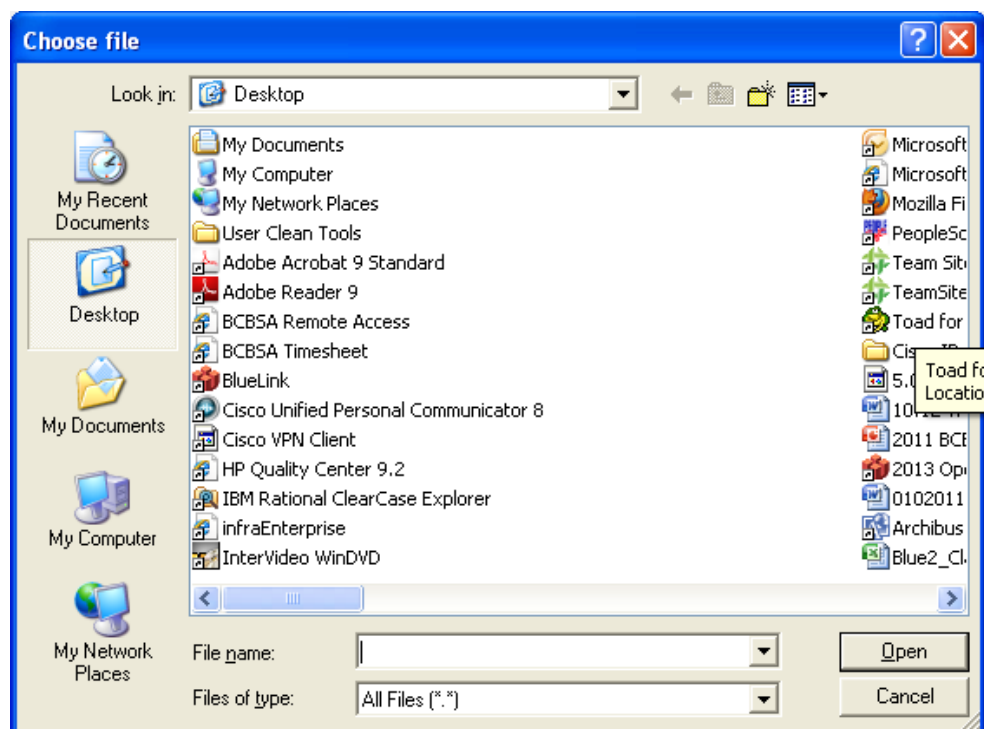 Choose file
Look in:
Desktop
My Recent
Documents
Desktop
My Documents
My Computer
My Network
Places
My Documents
My Computer
My Network Places
User Clean Tools
Adobe Acrobat 9 Standard
Adobe Reader 9
BCBSA Remote Access
BCBSA Timesheet
BlueLink
Cisco Unified Personal Communicator 8
Cisco VPN Client
HP Quality Center 9.2
IBM Rational ClearCase Explorer
infraEnterprise
InterVideo WinDVD
Microsoft
Microsoft
Mozilla Fi
PeopleSc
Team Sit
TeamSite
Toad for
Toad fo
Locatio
2011 BCB
2013 Op
0102011
Archibus
Blue2_Cl
File name:
Open
Files of type:
All Files (*.*)
Cancel